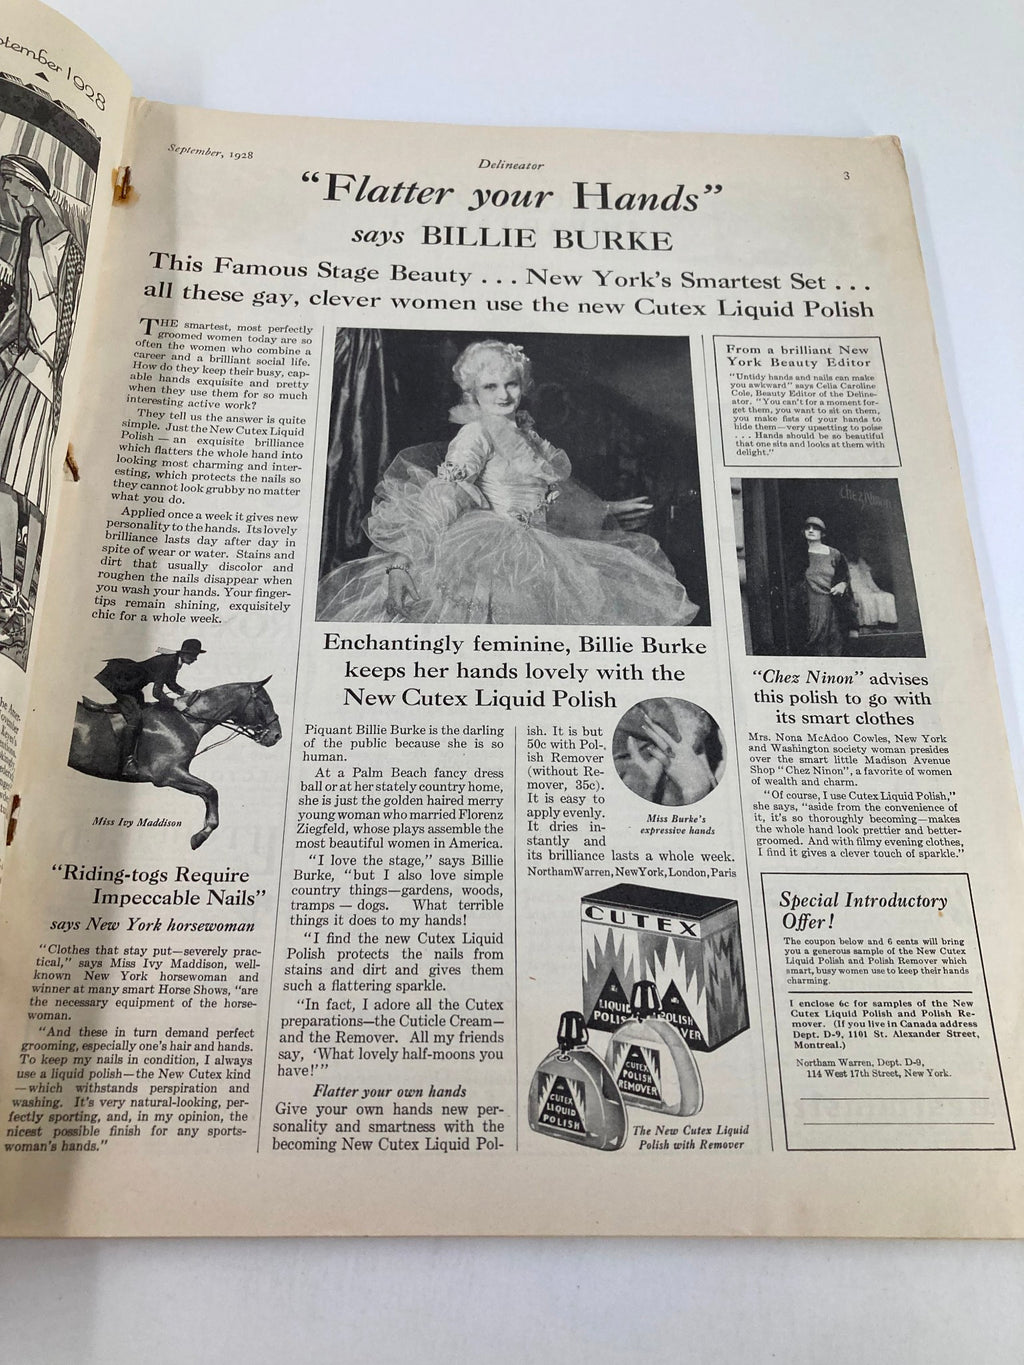 September 1928
September, 1928
Delineator
3
"Flatter your Hands"
says BILLIE BURKE
This Famous Stage Beauty . . . New York's Smartest Set . . .
all these gay, clever women use the new Cutex Liquid Polish
THE smartest, most perfectly
groomed women today are so
often the women who combine a
career and a brilliant social life.
How do they keep their busy, cap-
able hands exquisite and pretty
when they use them for so much
interesting active work?
They tell us the answer is quite
simple. Just the New Cutex Liquid
Polish — an exquisite brilliance
which flatters the whole hand into
looking most charming and inter-
esting, which protects the nails so
they cannot look grubby no matter
what you do.
Applied once a week it gives new
personality to the hands. Its lovely
brilliance lasts day after day in
spite of wear or water. Stains and
dirt that usually discolor and
roughen the nails disappear when
you wash your hands. Your finger-
tips remain shining, exquisitely
chic for a whole week.
Miss Ivy Maddison
"Riding-togs Require
Impeccable Nails"
says New York horsewoman
"Clothes that stay put—severely prac-
tical," says Miss Ivy Maddison, well-
known New York horsewoman and
winner at many smart Horse Shows, "are
the necessary equipment of the horse-
woman.
"And these in turn demand perfect
grooming, especially one's hair and hands.
To keep my nails in condition, I always
use a liquid polish—the New Cutex kind
—which withstands perspiration and
washing. It's very natural-looking, per-
fectly sporting, and, in my opinion, the
nicest possible finish for any sports-
woman's hands."
Enchantingly feminine, Billie Burke
keeps her hands lovely with the
New Cutex Liquid Polish
Piquant Billie Burke is the darling
of the public because she is so
human.
At a Palm Beach fancy dress
ball or at her stately country home,
she is just the golden haired merry
young woman who married Florenz
Ziegfeld, whose plays assemble the
most beautiful women in America.
"I love the stage," says Billie
Burke, "but I also love simple
country things—gardens, woods,
tramps — dogs. What terrible
things it does to my hands!
"I find the new Cutex Liquid
Polish protects the nails from
stains and dirt and gives them
such a flattering sparkle.
"In fact, I adore all the Cutex
preparations—the Cuticle Cream—
and the Remover. All my friends
say, 'What lovely half-moons you
have!'"
Flatter your own hands
Give your own hands new per-
sonality and smartness with the
becoming New Cutex Liquid Pol-
ish. It is but
50c with Pol-
ish Remover
(without Re-
mover, 35c).
It is easy to
apply evenly.
It dries in-
stantly and
its brilliance lasts a whole week.
Northam Warren, New York, London, Paris
Miss Burke's
expressive hands
CUTEX
LIQUID
POLISH
POLISH
CUTEX
POLISH
REMOVER
CUTEX
LIQUID
POLISH
The New Cutex Liquid
Polish with Remover
From a brilliant New
York Beauty Editor
"Untidy hands and nails can make
you awkward" says Celia Caroline
Cole, Beauty Editor of the Deline-
ator. "You can't for a moment for-
get them, you want to sit on them,
you make fists of your hands to
hide them—very upsetting to poise
. . . Hands should be so beautiful
that one sits and looks at them with
delight."
Chez Ninon
"Chez Ninon" advises
this polish to go with
its smart clothes
Mrs. Nona McAdoo Cowles, New York
and Washington society woman presides
over the smart little Madison Avenue
Shop "Chez Ninon", a favorite of women
of wealth and charm.
"Of course, I use Cutex Liquid Polish,"
she says, "aside from the convenience of
it, it's so thoroughly becoming—makes
the whole hand look prettier and better-
groomed. And with filmy evening clothes,
I find it gives a clever touch of sparkle."
Special Introductory
Offer!
The coupon below and 6 cents will bring
you a generous sample of the New Cutex
Liquid Polish and Polish Remover which
smart, busy women use to keep their hands
charming.
I enclose 6c for samples of the New
Cutex Liquid Polish and Polish Re-
mover. (If you live in Canada address
Dept. D-9, 1101 St. Alexander Street,
Montreal.)
Northam Warren, Dept. D-9,
114 West 17th Street, New York.